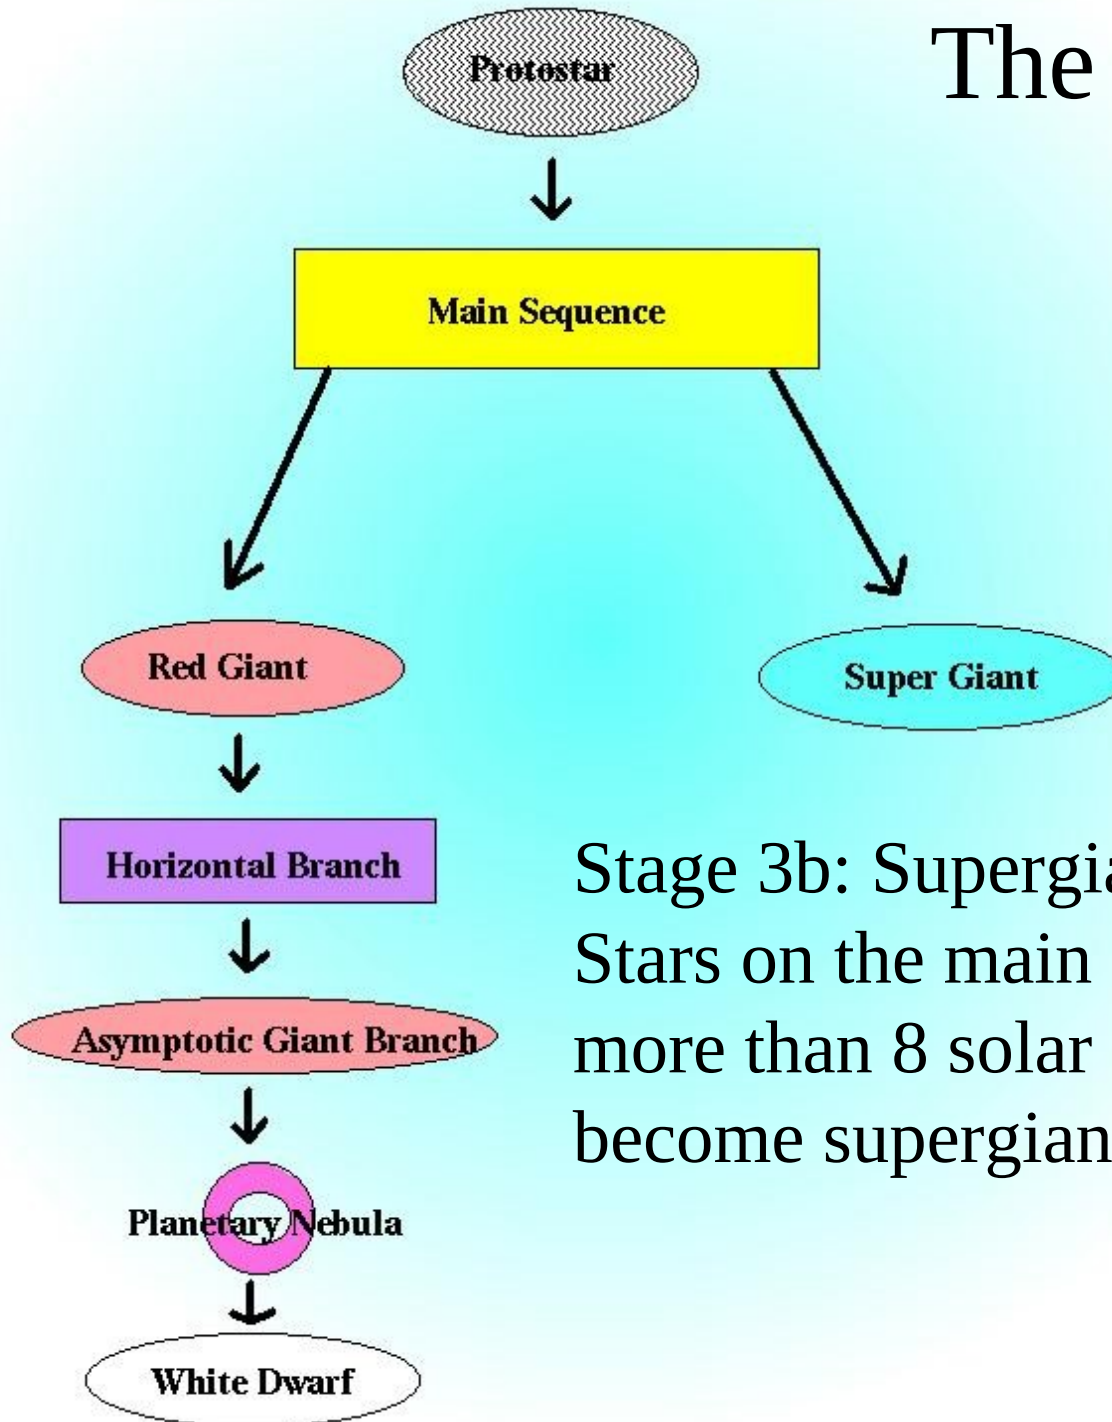 Protostar
The
Main Sequence
Red Giant
Super Giant
Horizontal Branch
Stage 3b: Supergia
Stars on the main
more than 8 solar
become supergian
Asymptotic Giant Branch
Planetary Nebula
White Dwarf